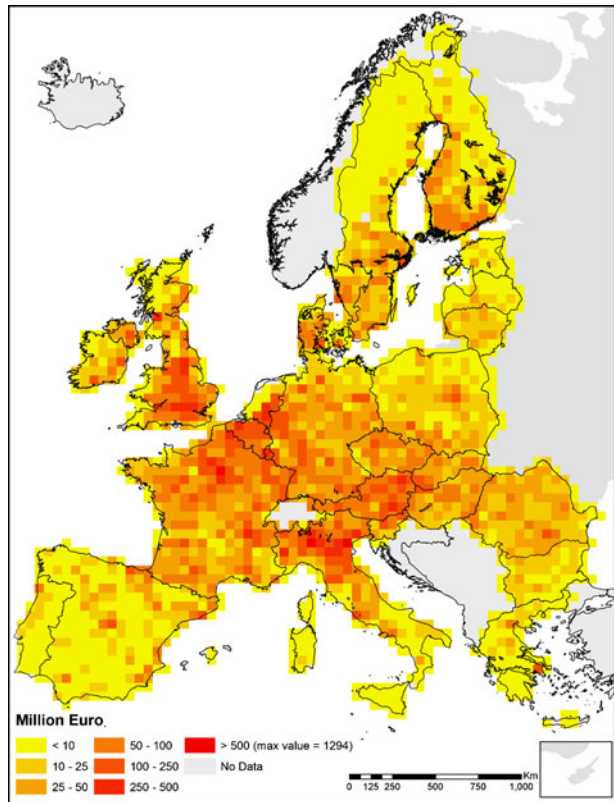 Million Euro.
< 10
50 - 100
> 500 (max value = 1294)
10 - 25
100 - 250
No Data
25 - 50
250 - 500
Km
0 125 250 500 750 1,000